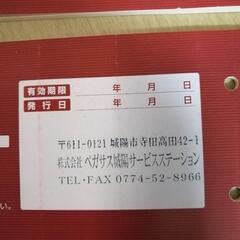 有効期限　年　月　日
発行日　年　月　日
〒611-0121 城陽市寺田高田42-1
株式会社 ペガサス城陽サービスステーション
TEL・FAX 0774-52-8966
い。